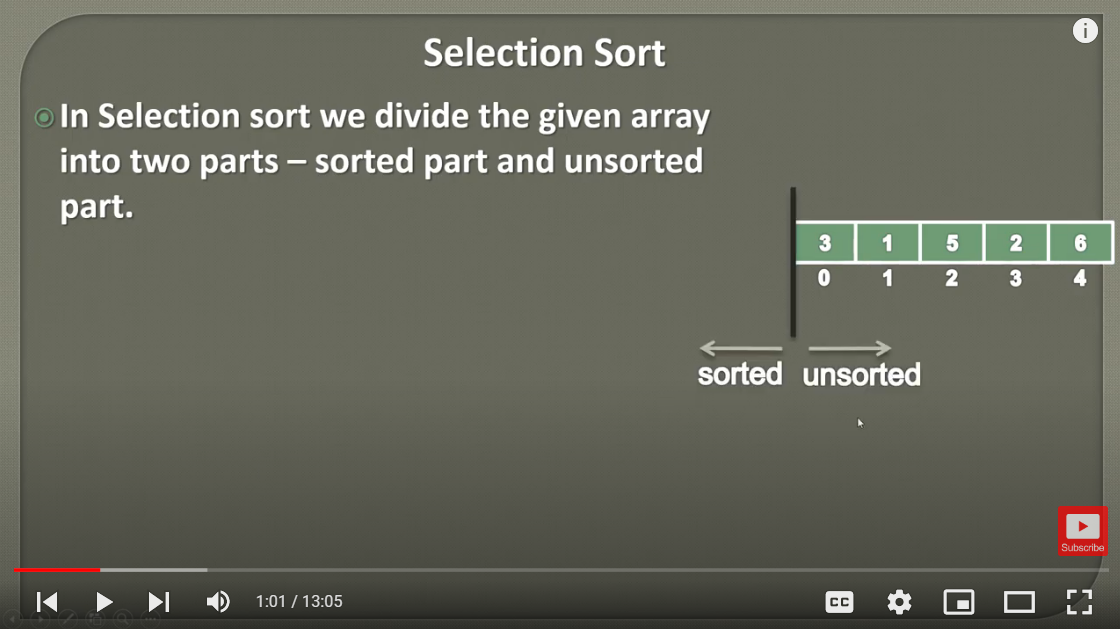 Selection Sort
In Selection sort we divide the given array
into two parts – sorted part and unsorted
part.
3 1 5 2 6
0 1 2 3 4
sorted unsorted
Subscribe
1:01 / 13:05
CC
i